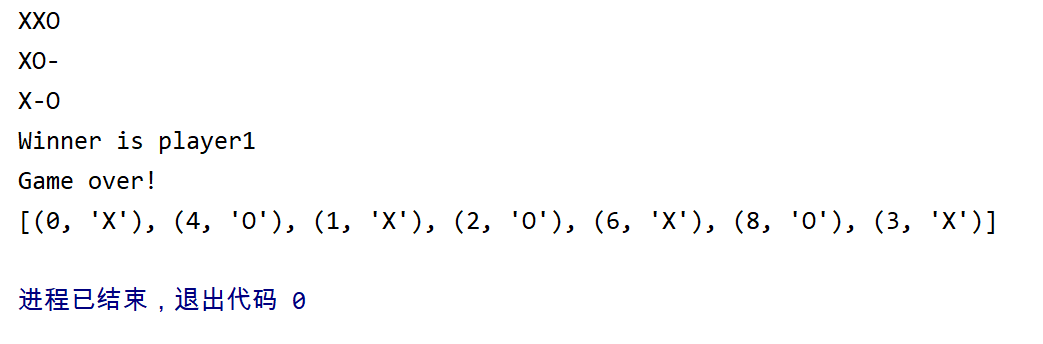 XXO
XO-
X-O
Winner is player1
Game over!
[(0, 'X'), (4, 'O'), (1, 'X'), (2, 'O'), (6, 'X'), (8, 'O'), (3, 'X')]
进程已结束，退出代码 0